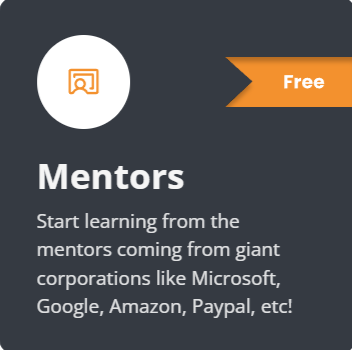 Free
Mentors
Start learning from the
mentors coming from giant
corporations like Microsoft,
Google, Amazon, Paypal, etc!